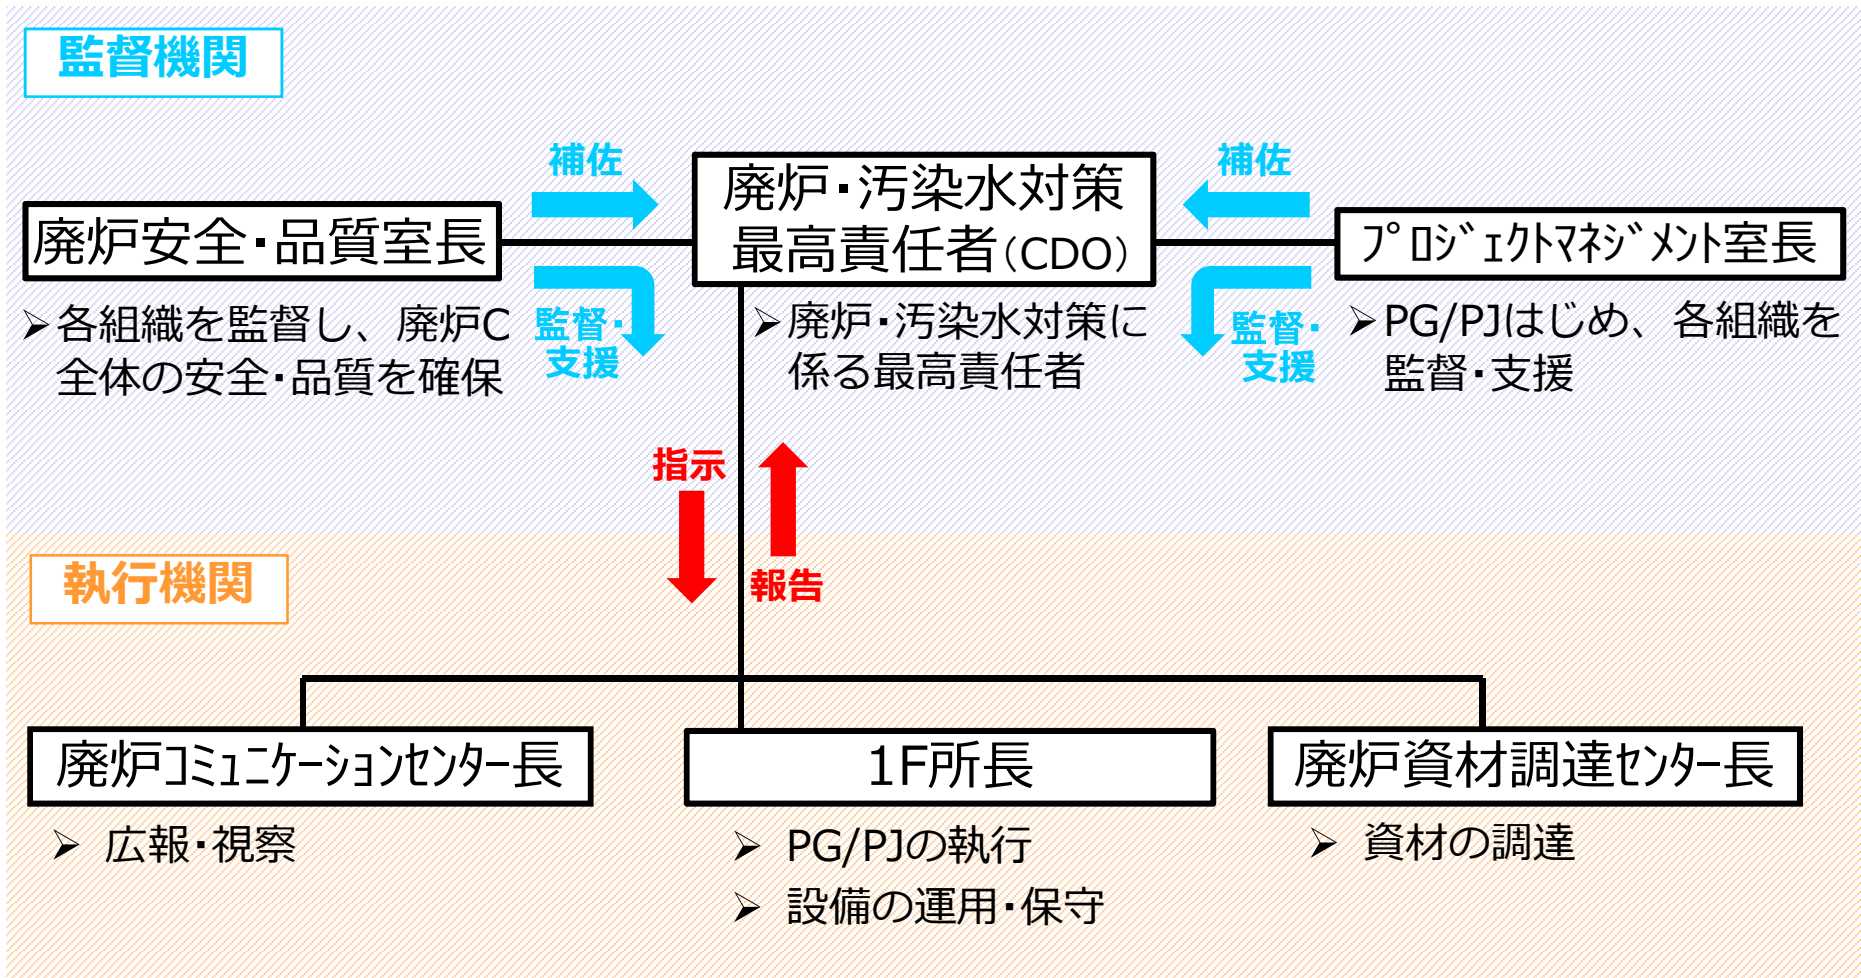 監督機関
補佐
廃炉・汚染水対策
最高責任者（CDO）
補佐
廃炉安全・品質室長
ﾌﾟﾛｼﾞｪｸﾄﾏﾈｼﾞﾒﾝﾄ室長
➢各組織を監督し、廃炉C
全体の安全・品質を確保
監督・
支援
➢廃炉・汚染水対策に
係る最高責任者
監督・
支援
➢PG/PJはじめ、各組織を
監督・支援
指示
報告
執行機関
廃炉ｺﾐｭﾆｹｰｼｮﾝｾﾝﾀｰ長
1F所長
廃炉資材調達ｾﾝﾀｰ長
➢ 広報・視察
➢ PG/PJの執行
➢ 設備の運用・保守
➢ 資材の調達